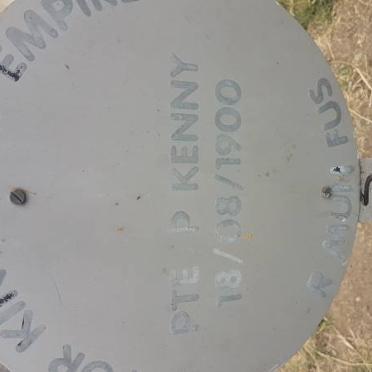 EMPIRE
PTE P KENNY
18/08/1900
R MUN FUS